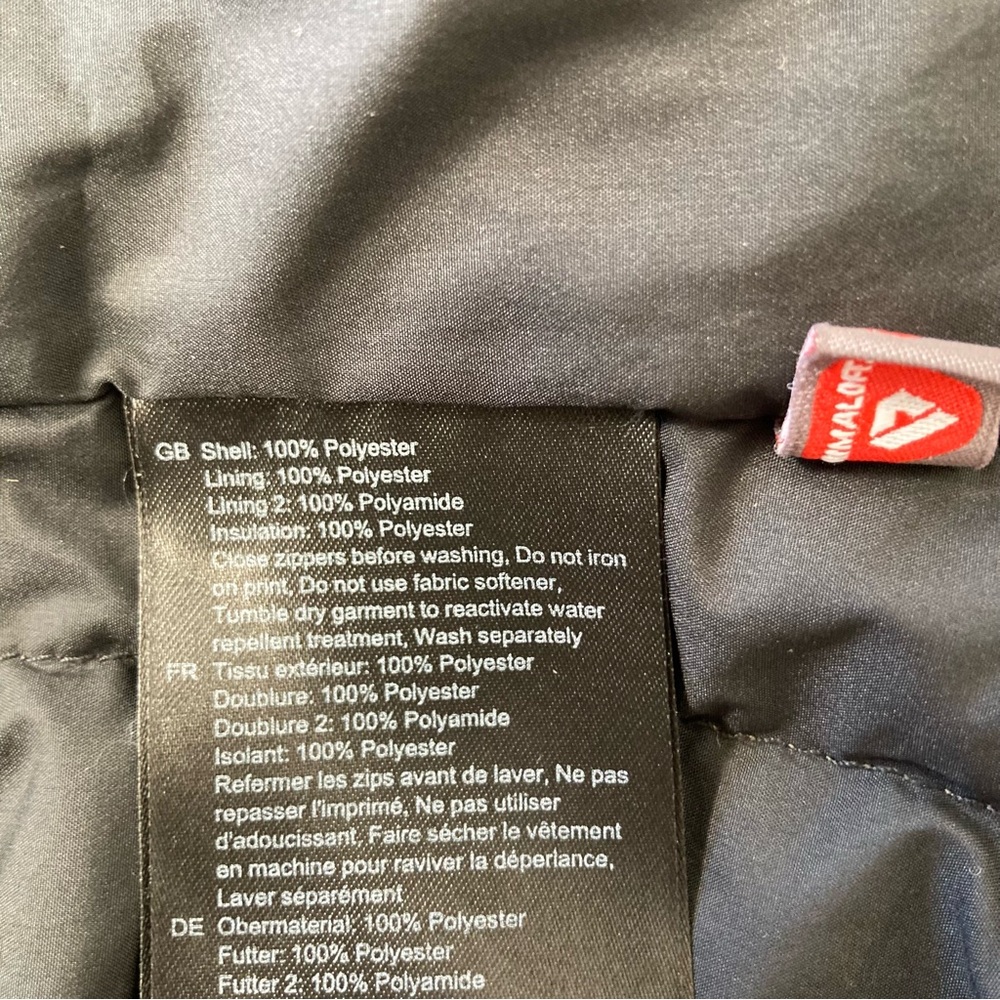 GB Shell: 100% Polyester
Lining: 100% Polyester
Lining 2: 100% Polyamide
Insulation: 100% Polyester
Close zippers before washing, Do not iron
on print, Do not use fabric softener,
Tumble dry garment to reactivate water
repellent treatment, Wash separately
FR Tissu extérieur: 100% Polyester
Doublure: 100% Polyester
Doublure 2: 100% Polyamide
Isolant: 100% Polyester
Refermer les zips avant de laver, Ne pas
repasser l'imprimé, Ne pas utiliser
d'adoucissant, Faire sécher le vêtement
en machine pour raviver la déperlance,
Laver séparément
DE Obermaterial: 100% Polyester
Futter: 100% Polyester
Futter 2: 100% Polyamide
IMALOFT